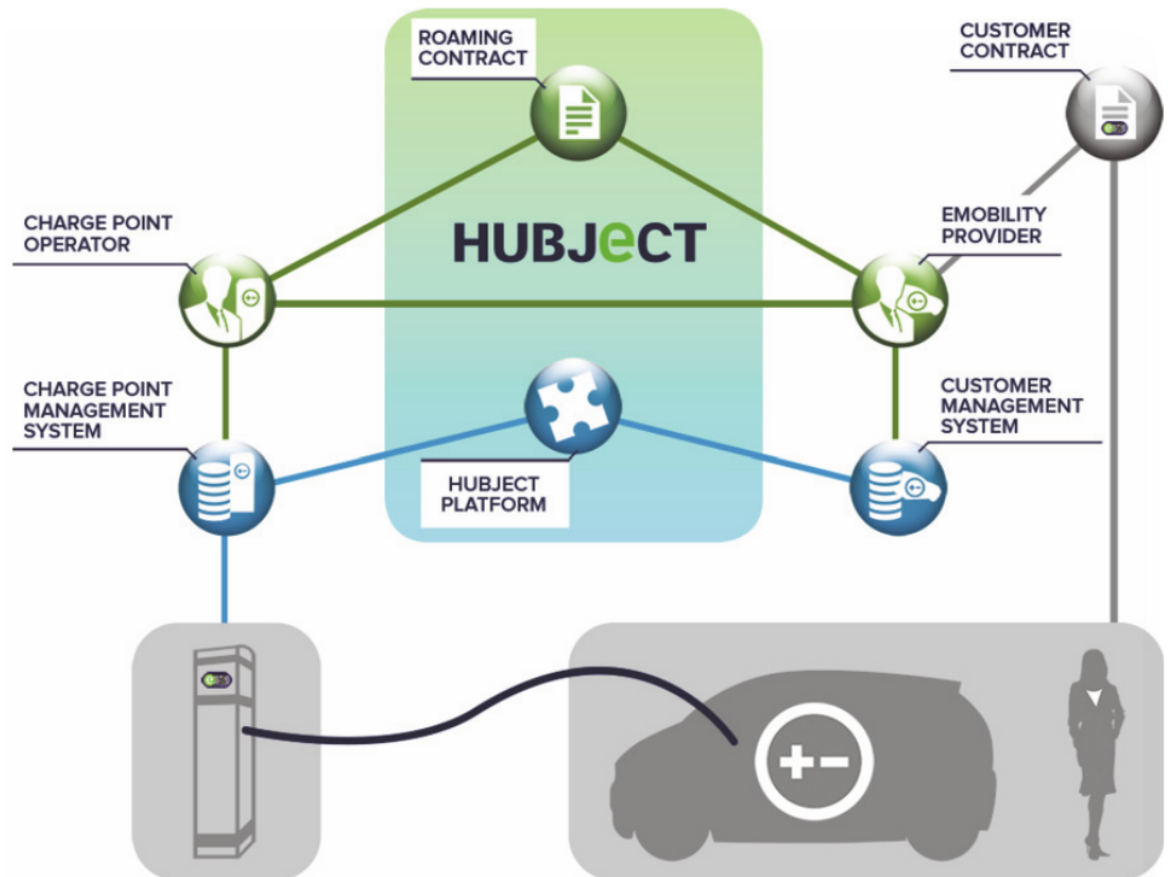 ROAMING
CONTRACT
CUSTOMER
CONTRACT
CHARGE POINT
OPERATOR
HUBJeCT
EMOBILITY
PROVIDER
CHARGE POINT
MANAGEMENT
SYSTEM
HUBJECT
PLATFORM
CUSTOMER
MANAGEMENT
SYSTEM